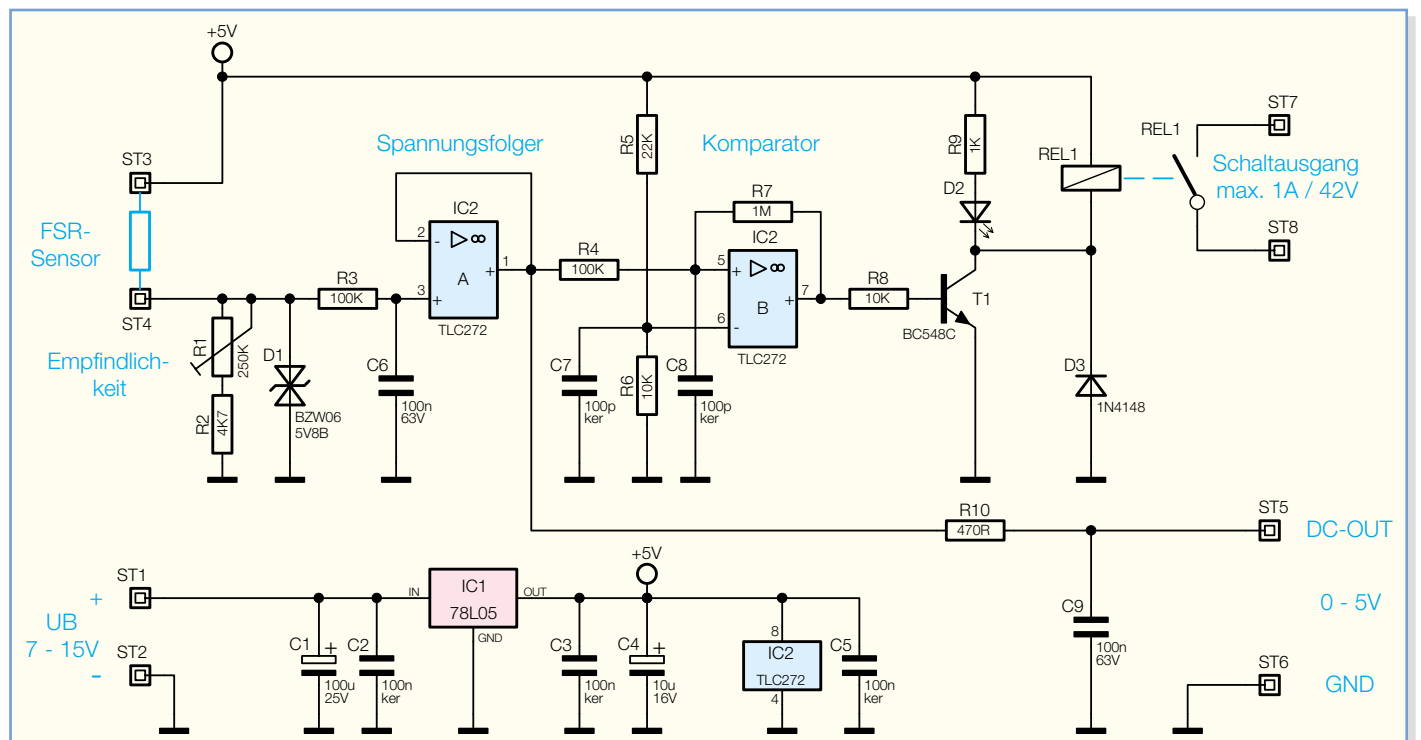 +5V
ST3
FSR-
Sensor
ST4
Empfindlich-
keit
R1
250K
R2
4K7
D1
BZW06
5V8B
R3
100K
C6
100n
63V
Spannungsfolger
IC2
2
-
∞
A
+
1
3
+
TLC272
R4
100K
R5
22K
Komparator
R7
1M
IC2
5
+
∞
B
+
7
6
-
TLC272
C7
100p
ker
R6
10K
C8
100p
ker
R8
10K
R9
1K
D2
T1
BC548C
REL1
D3
1N4148
REL1
ST7
Schaltausgang
max. 1A / 42V
ST8
R10
470R
ST5
DC-OUT
0 - 5V
C9
100n
63V
ST6
GND
ST1
+
UB
7 - 15V
ST2
-
C1
+
100u
25V
C2
100n
ker
IN
IC1
78L05
OUT
GND
C3
100n
ker
+5V
C4
+
10u
16V
8
IC2
TLC272
4
C5
100n
ker